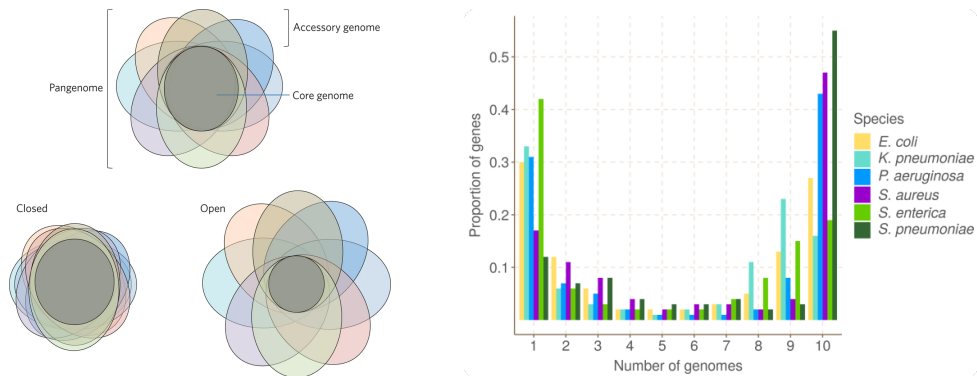 Accessory genome
Pangenome
Core genome
Closed
Open
Proportion of genes
0.5
0.4
0.3
0.2
0.1
1 2 3 4 5 6 7 8 9 10
Number of genomes
Species
E. coli
K. pneumoniae
P. aeruginosa
S. aureus
S. enterica
S. pneumoniae